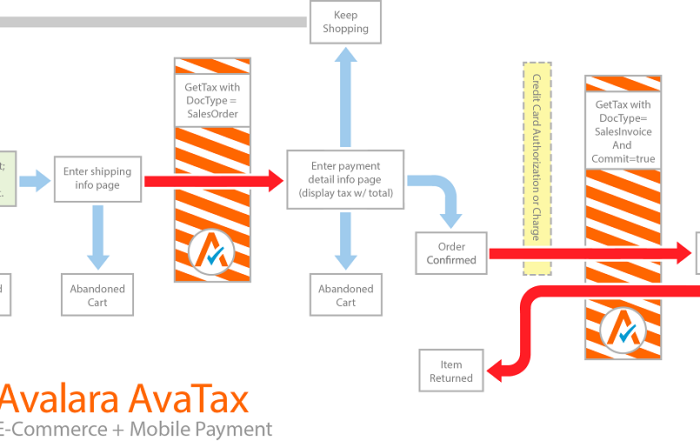 Keep
Shopping
GetTax with
DocType =
SalesOrder
Credit Card Authorization or Charge
GetTax with
DocType=
SalesInvoice
And
Commit=true
t;
t.
Enter shipping
info page
Enter payment
detail info page
(display tax w/ total)
Order
Confirmed
d
Abandoned
Cart
Abandoned
Cart
Item
Returned
Avalara AvaTax
E-Commerce + Mobile Payment